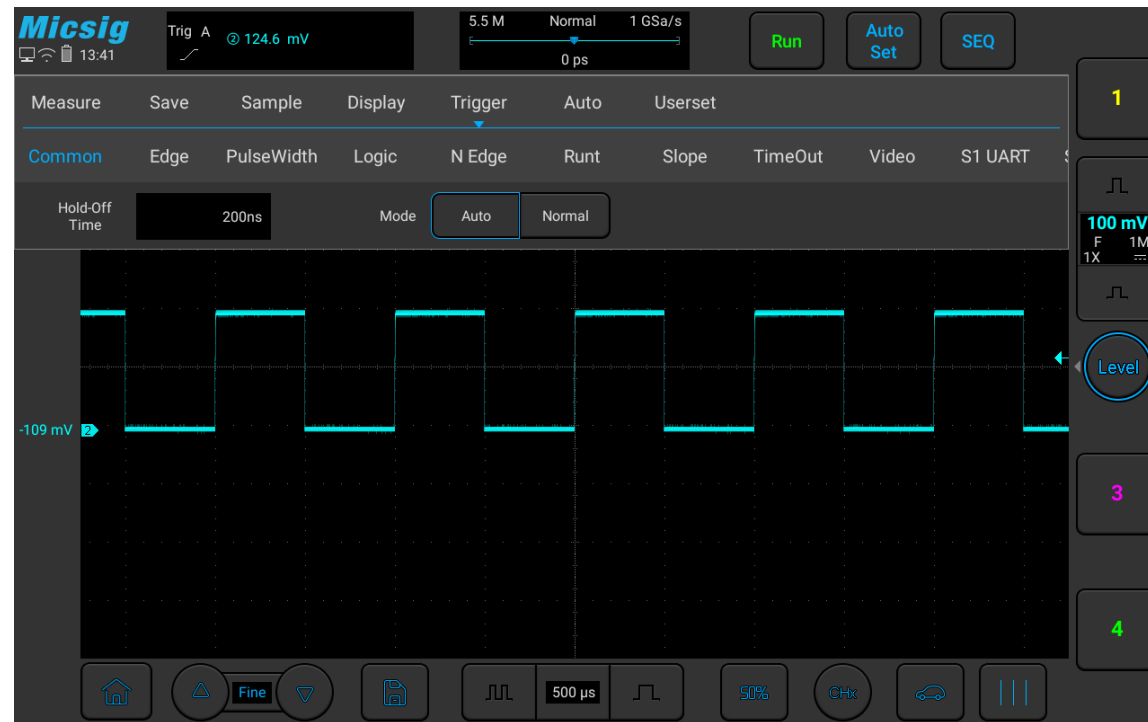 Micsig
13:41
Trig A ② 124.6 mV
5.5 M Normal 1 GSa/s
0 ps
Run
Auto
Set
SEQ
Measure Save Sample Display Trigger Auto Userset
Common Edge PulseWidth Logic N Edge Runt Slope TimeOut Video S1 UART
Hold-Off
Time
200ns
Mode Auto Normal
1
100 mV
F 1M
1X
Level
-109 mV 2
3
4
Fine
500 µs
50%
CHx